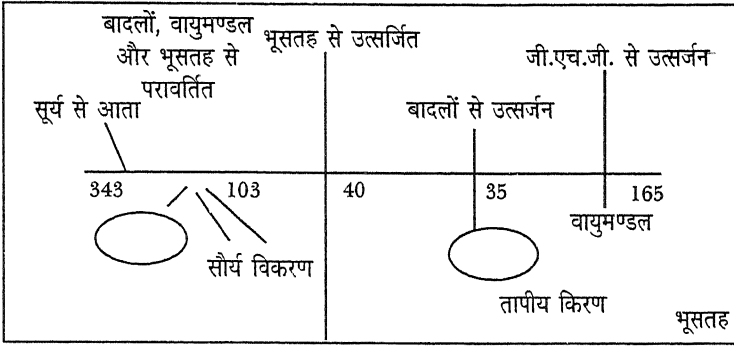 बादलों, वायुमण्डल
और भूसतह से
परावर्तित
भूसतह से उत्सर्जित
जी.एच.जी. से उत्सर्जन
सूर्य से आता
बादलों से उत्सर्जन
343 103 40 35 165
वायुमण्डल
सौर्य विकरण
तापीय किरण
भूसतह